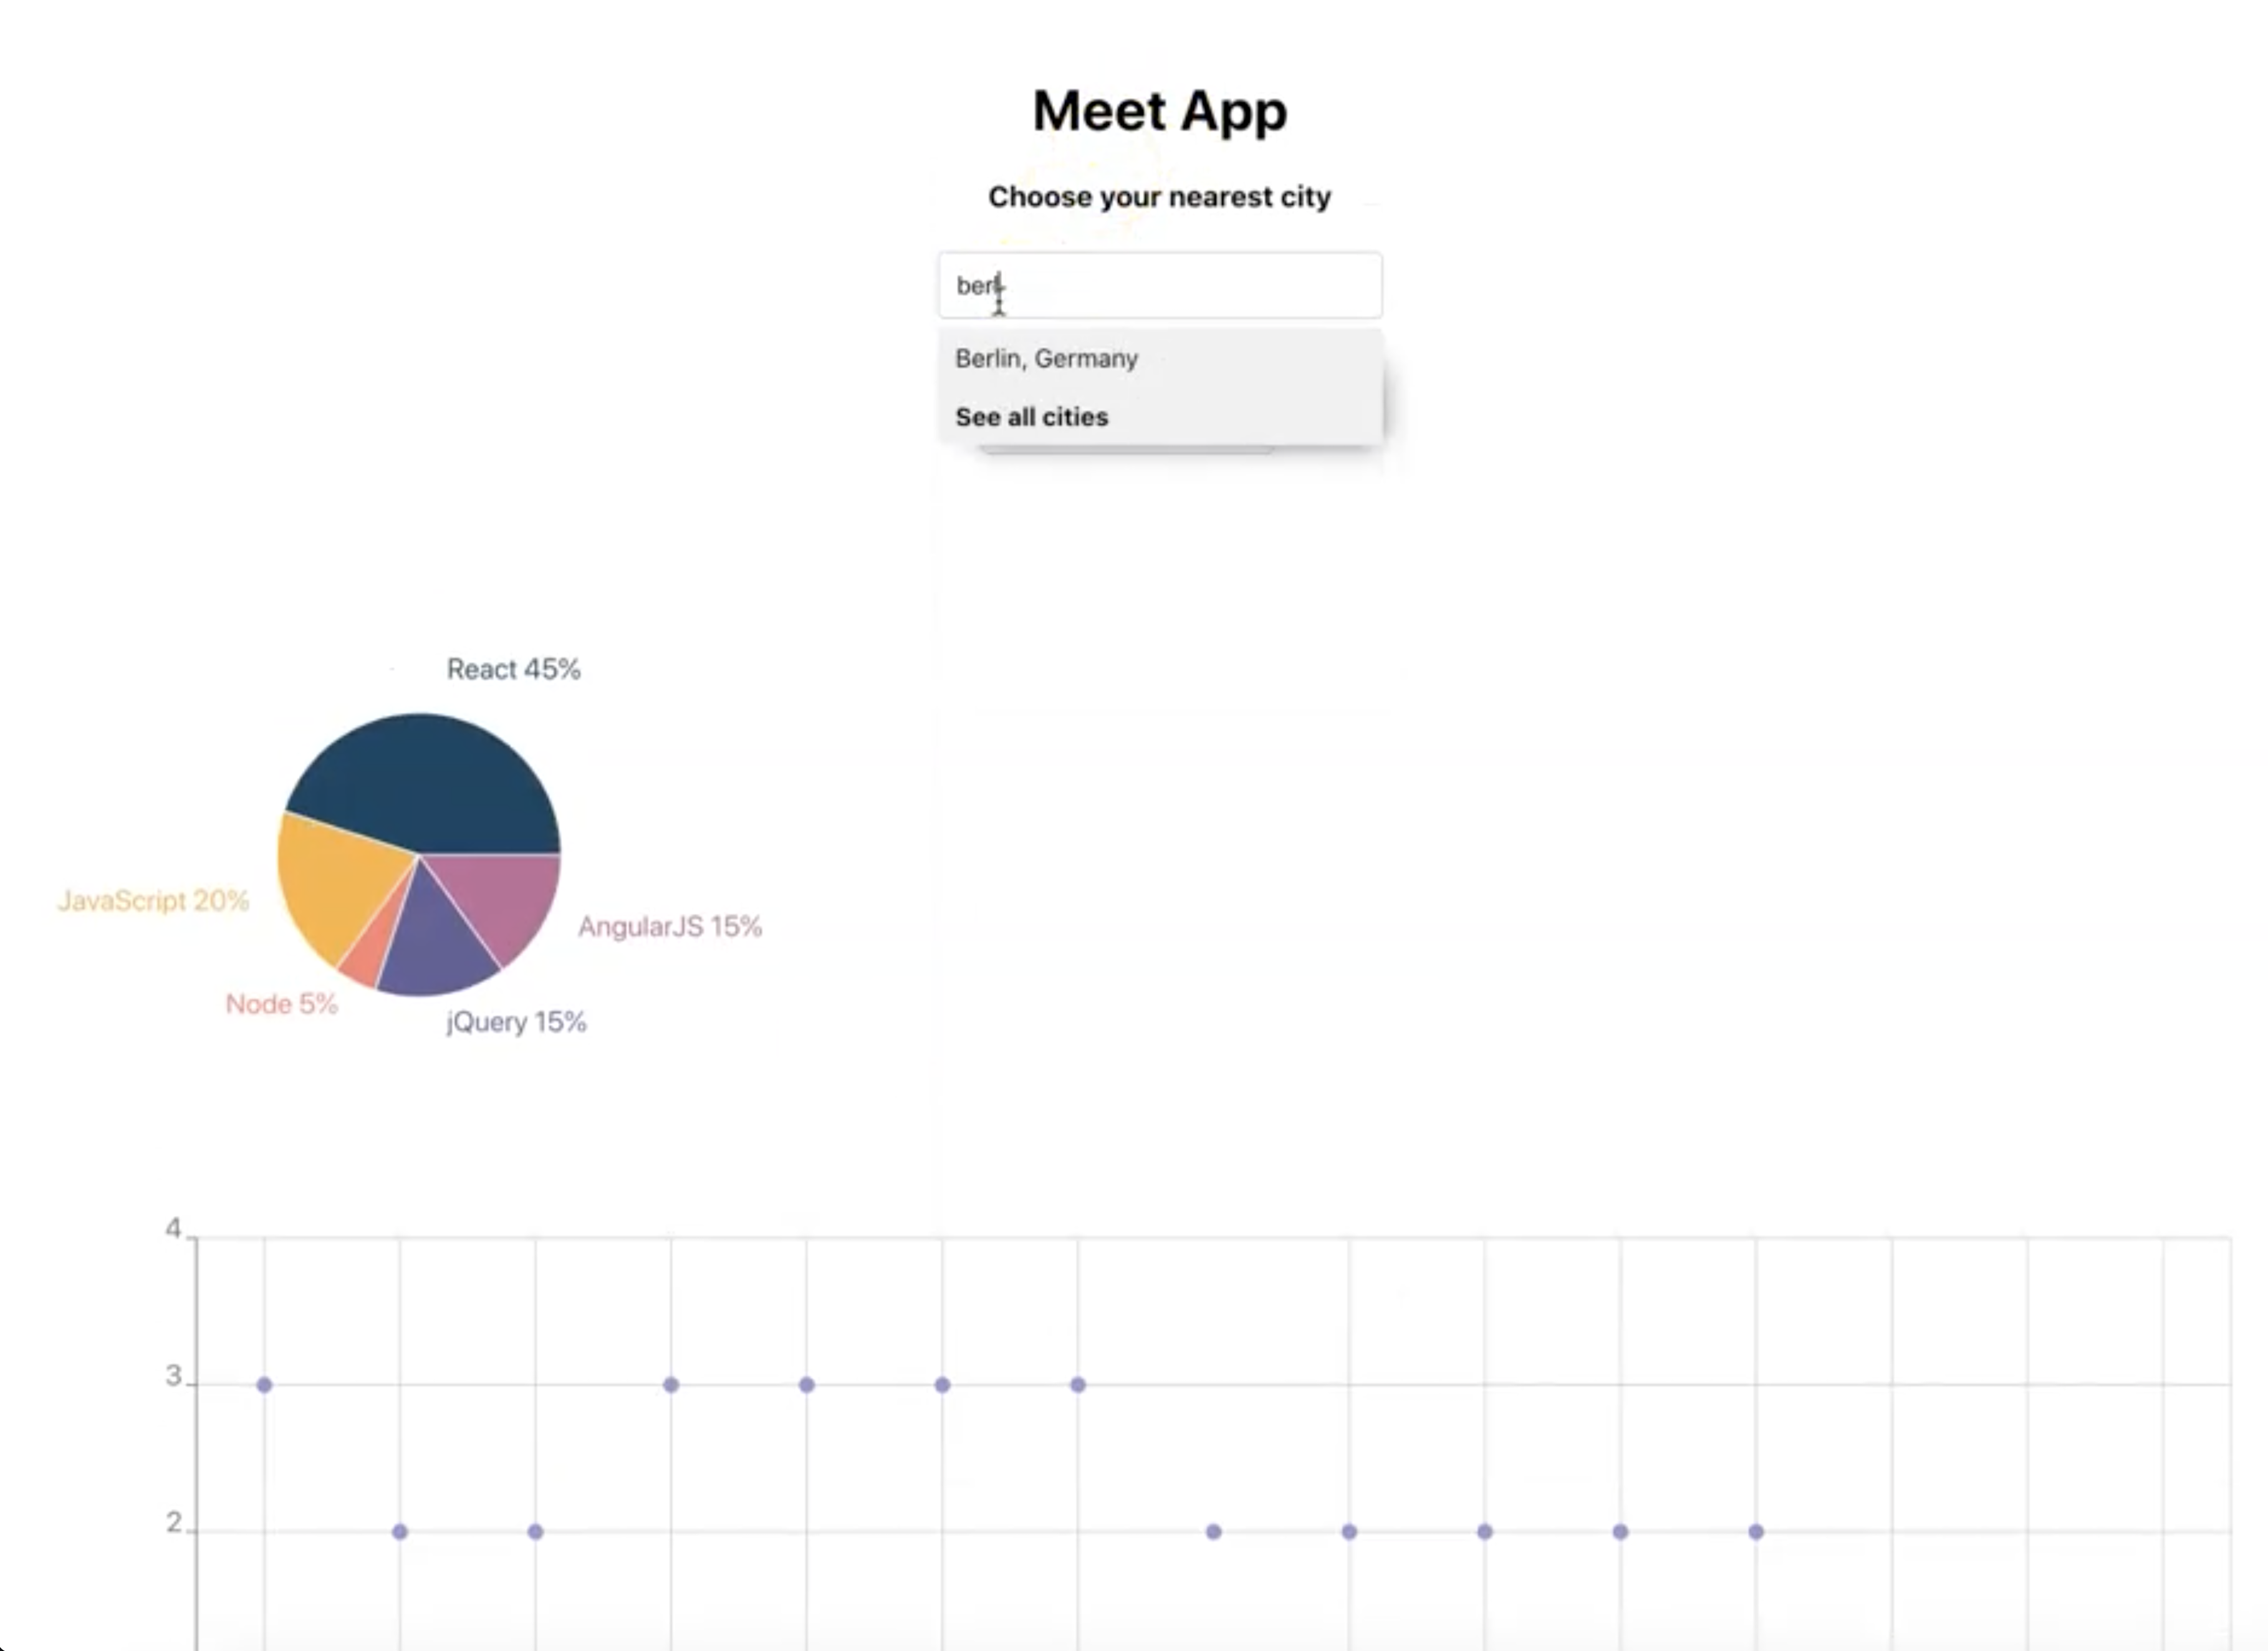 Meet App
Choose your nearest city
berl
Berlin, Germany
See all cities
React 45%
JavaScript 20%
AngularJS 15%
Node 5%
jQuery 15%
4
3
2